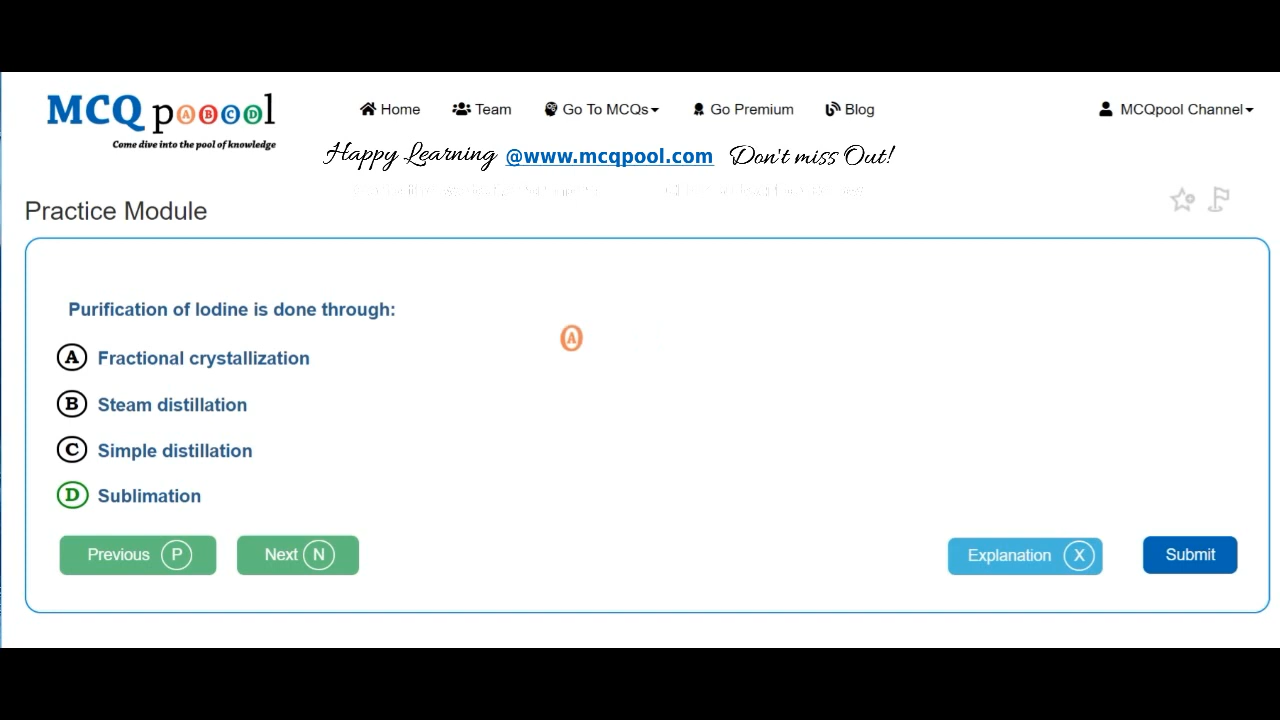 MCQ pABCDl
Come dive into the pool of knowledge
Home Team Go To MCQs Go Premium Blog MCQpool Channel
Happy Learning @www.mcqpool.com Don't miss Out!
Practice Module
Purification of Iodine is done through:
A
A Fractional crystallization
B Steam distillation
C Simple distillation
D Sublimation
Previous P Next N Explanation X Submit